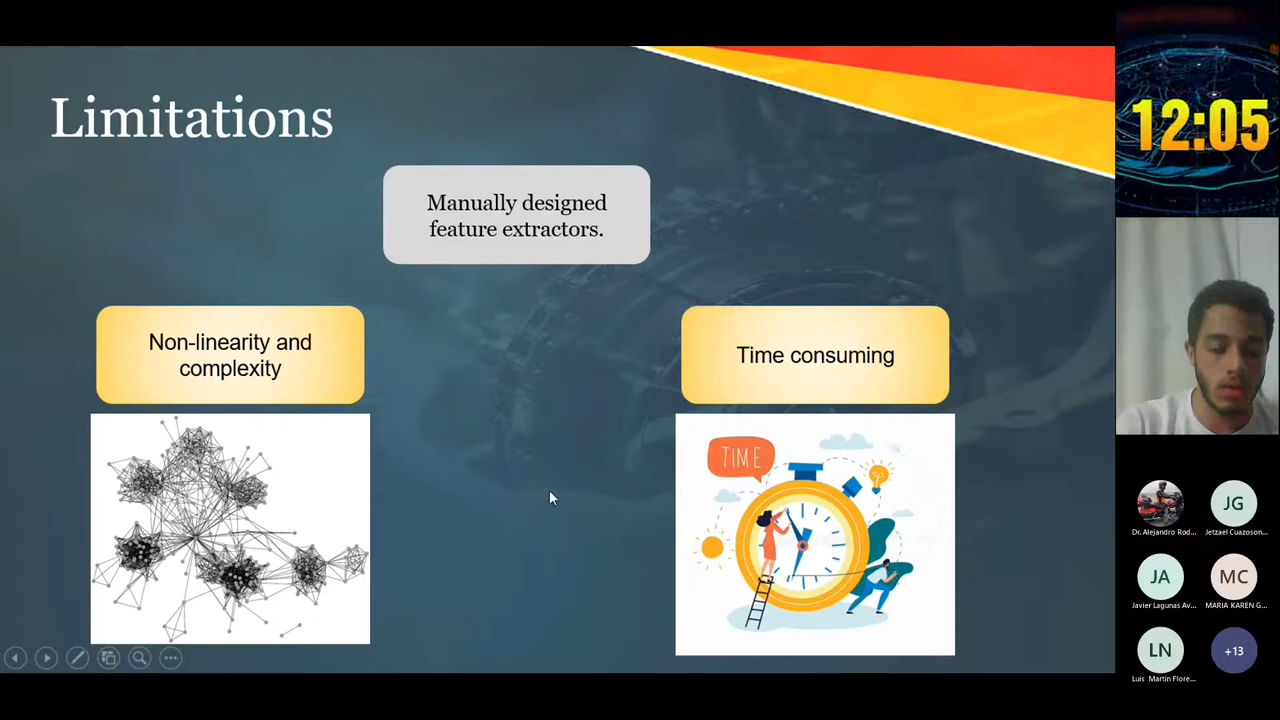 Limitations
Manually designed
feature extractors.
Non-linearity and
complexity
Time consuming
TIME
12:05
JG
Dr. Alejandro Rod...
Jetzael Cuazoson...
JA
MC
Javier Lagunas Av...
MARIA KAREN G...
LN
+13
Luis Martin Flore...